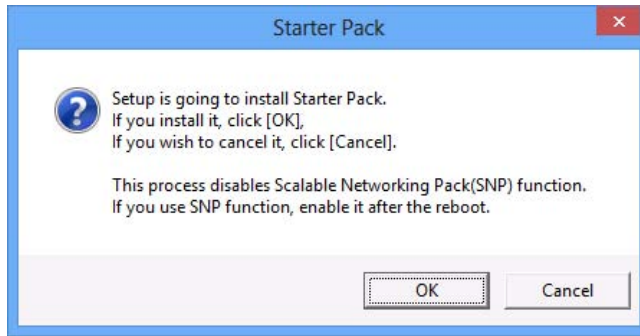 Starter Pack
Setup is going to install Starter Pack.
If you install it, click [OK],
If you wish to cancel it, click [Cancel].
This process disables Scalable Networking Pack(SNP) function.
If you use SNP function, enable it after the reboot.
OK
Cancel